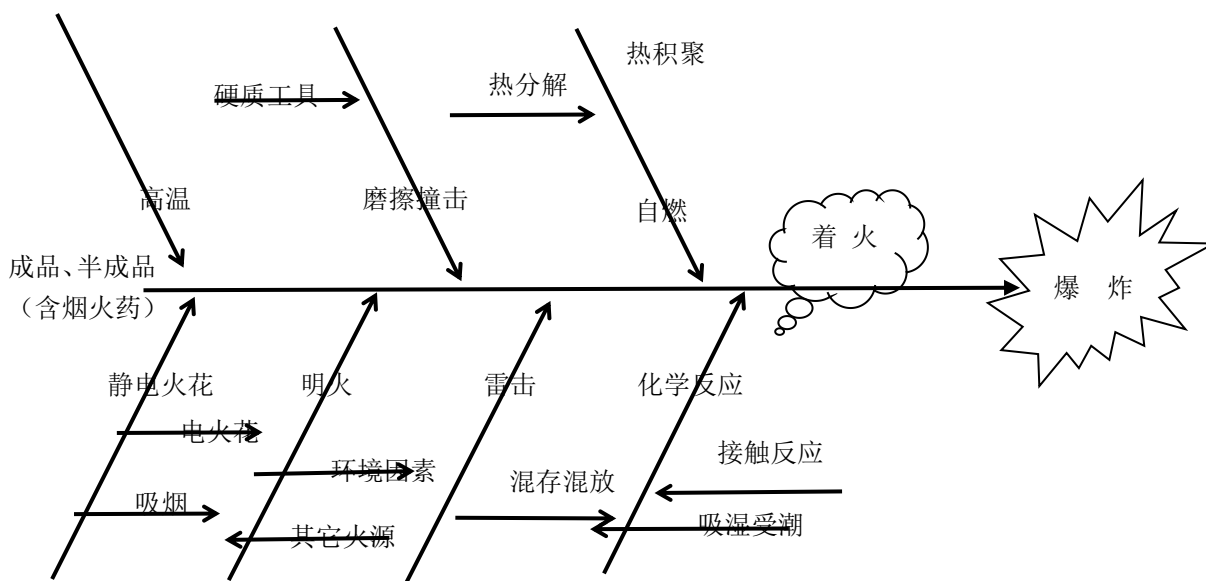 热积聚
热分解
硬质工具
高温
磨擦撞击
自燃
着 火
成品、半成品
（含烟火药）
爆 炸
静电火花
明火
雷击
化学反应
电火花
接触反应
环境因素
混存混放
吸烟
吸湿受潮
其它火源